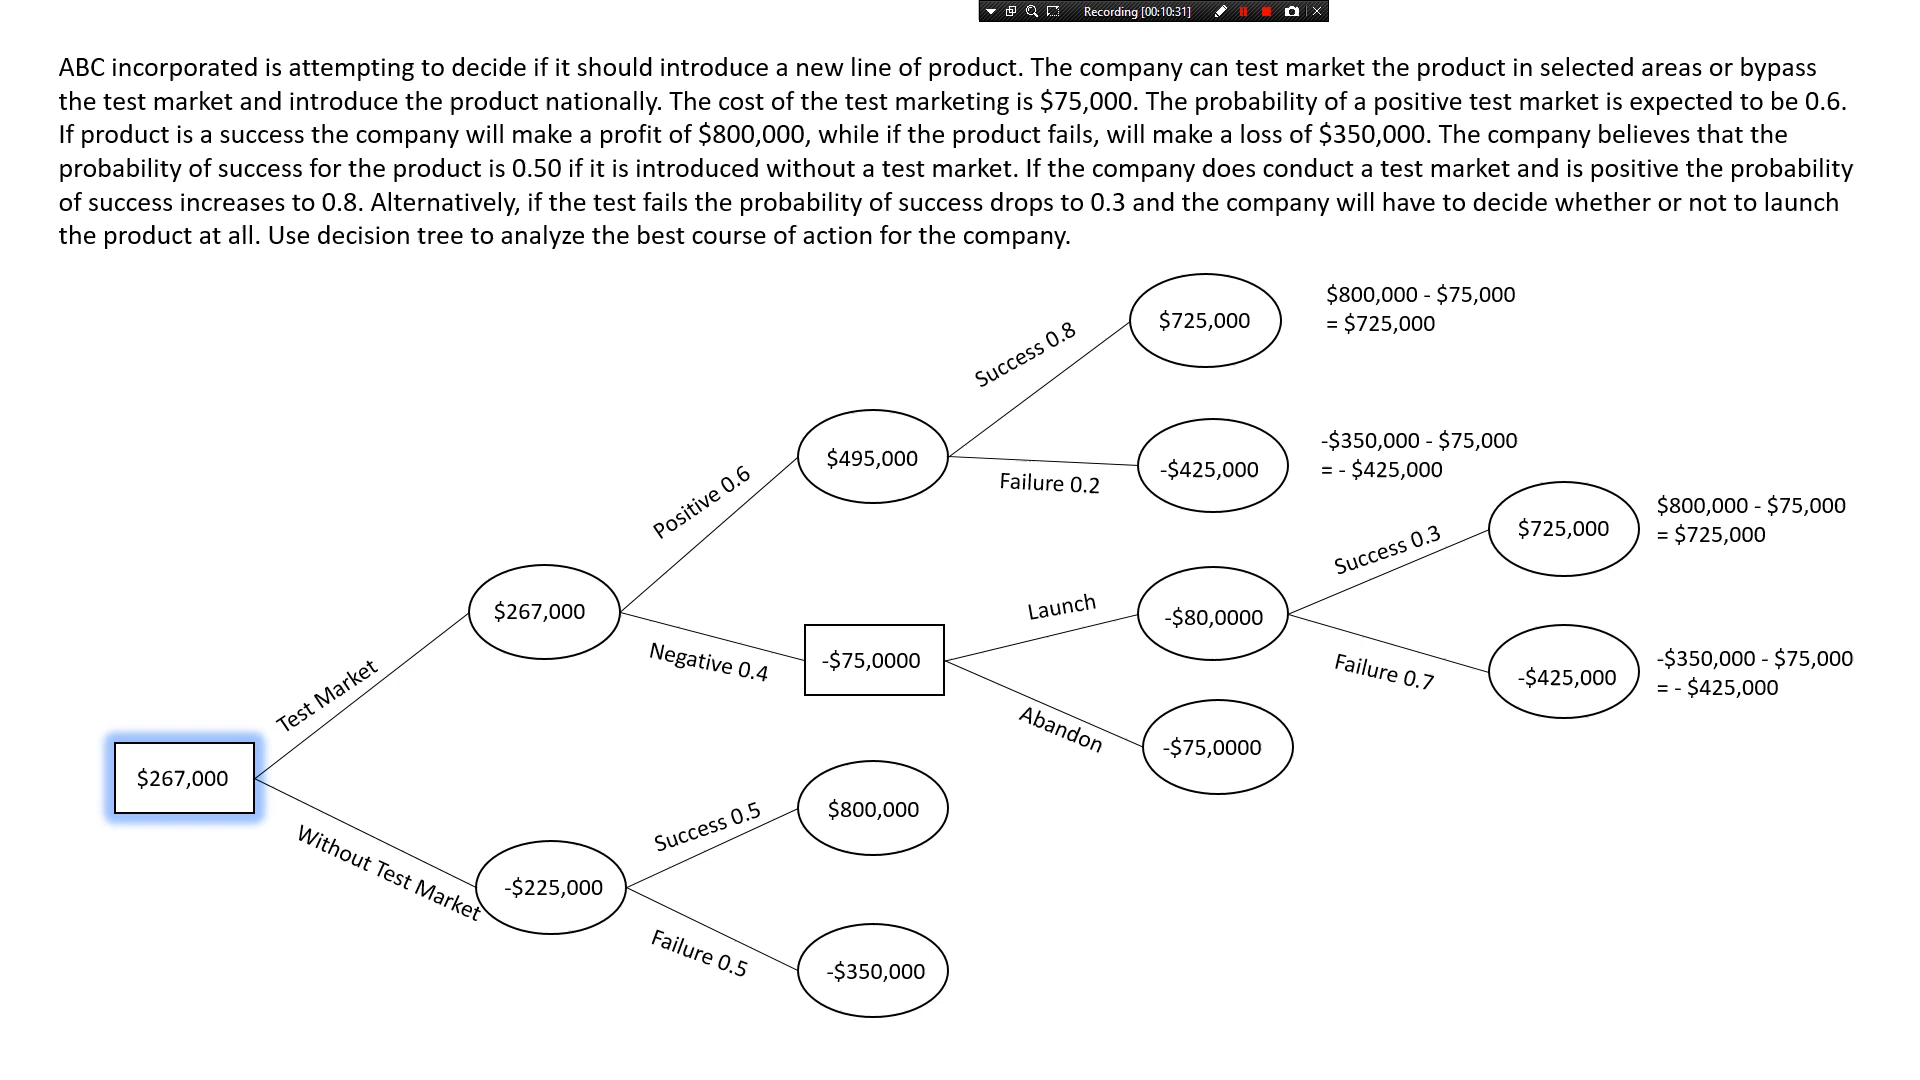 Recording [00:10:31]
ABC incorporated is attempting to decide if it should introduce a new line of product. The company can test market the product in selected areas or bypass
the test market and introduce the product nationally. The cost of the test marketing is $75,000. The probability of a positive test market is expected to be 0.6.
If product is a success the company will make a profit of $800,000, while if the product fails, will make a loss of $350,000. The company believes that the
probability of success for the product is 0.50 if it is introduced without a test market. If the company does conduct a test market and is positive the probability
of success increases to 0.8. Alternatively, if the test fails the probability of success drops to 0.3 and the company will have to decide whether or not to launch
the product at all. Use decision tree to analyze the best course of action for the company.
$725,000
$800,000 - $75,000
= $725,000
Success 0.8
$495,000
Failure 0.2
-$425,000
-$350,000 - $75,000
= - $425,000
Positive 0.6
$725,000
$800,000 - $75,000
= $725,000
Success 0.3
$267,000
Launch
-$80,0000
Negative 0.4
-$75,0000
Failure 0.7
-$425,000
-$350,000 - $75,000
= - $425,000
Test Market
Abandon
-$75,0000
$267,000
Success 0.5
$800,000
Without Test Market
-$225,000
Failure 0.5
-$350,000